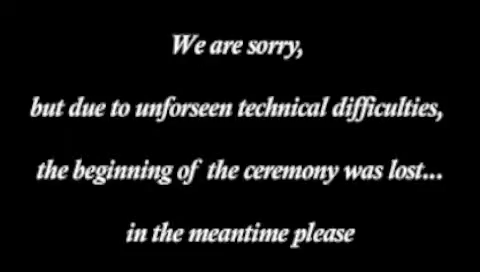 We are sorry,
but due to unforseen technical difficulties,
the beginning of the ceremony was lost...
in the meantime please